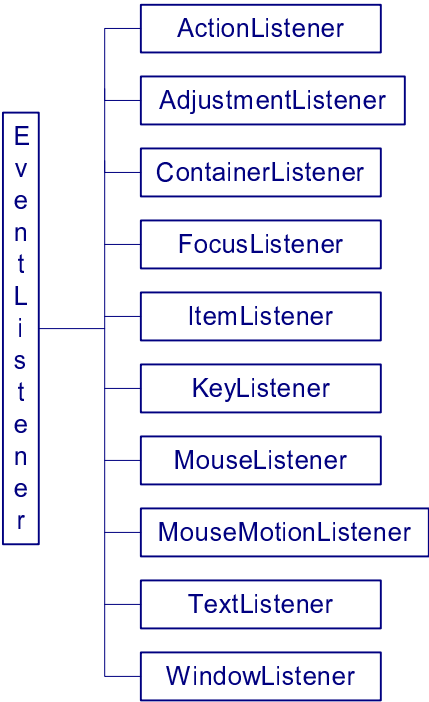 EventListener
ActionListener
AdjustmentListener
ContainerListener
FocusListener
ItemListener
KeyListener
MouseListener
MouseMotionListener
TextListener
WindowListener